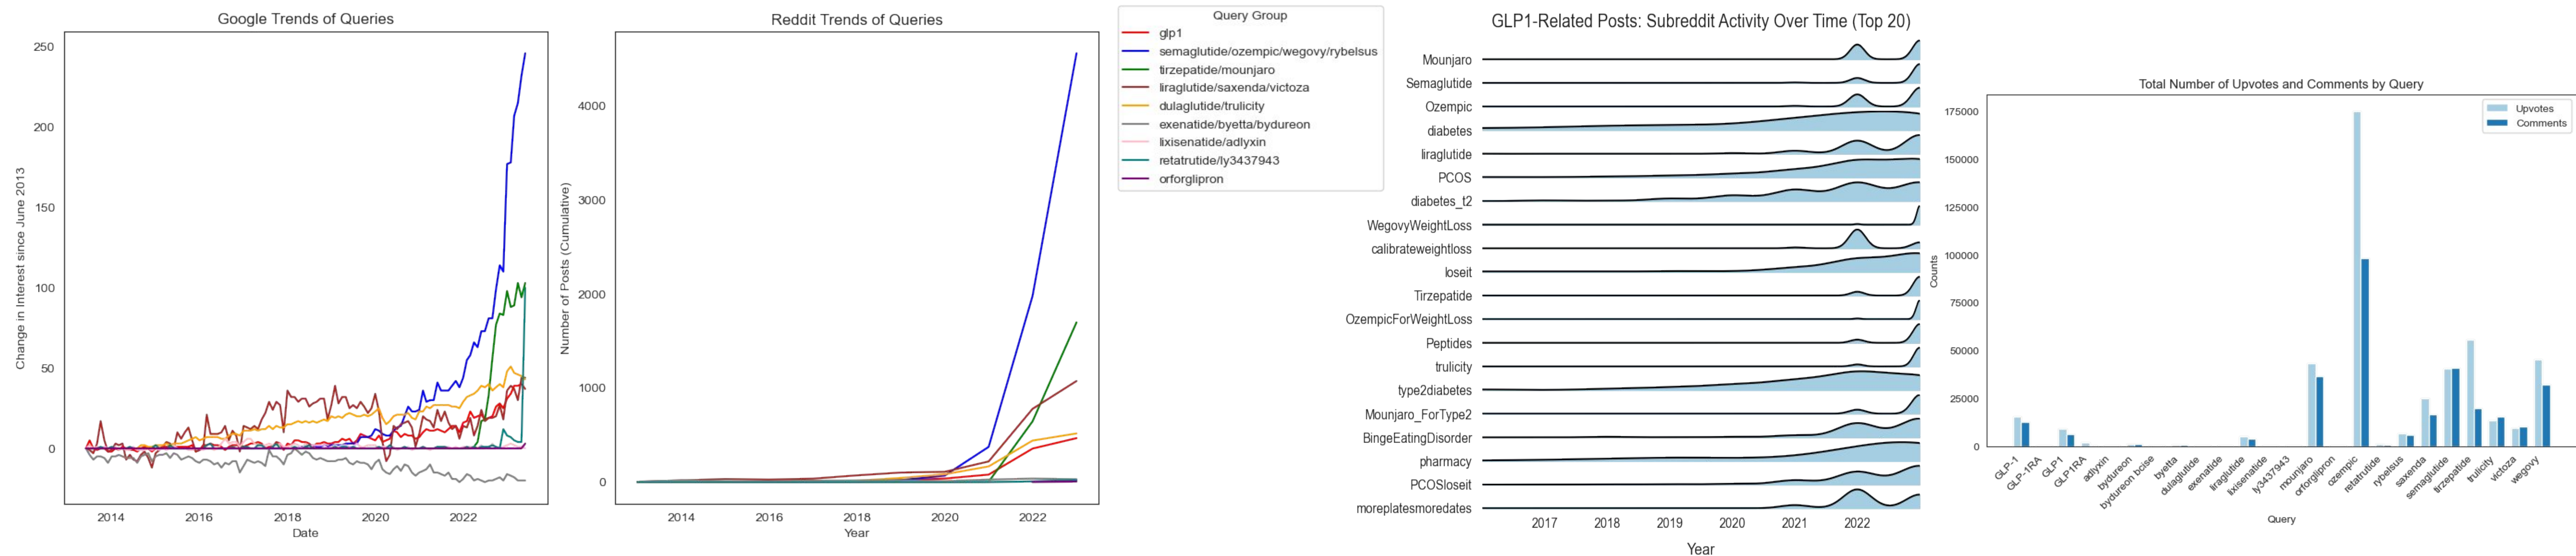 Google Trends of Queries
Change in Interest since June 2013
250
200
150
100
50
0
2014
2016
2018
2020
2022
Date
Reddit Trends of Queries
Number of Posts (Cumulative)
4000
3000
2000
1000
0
2014
2016
2018
2020
2022
Year
Query Group
glp1
semaglutide/ozempic/wegovy/rybelsus
tirzepatide/mounjaro
liraglutide/saxenda/victoza
dulaglutide/trulicity
exenatide/byetta/bydureon
lixisenatide/adlyxin
retatrutide/ly3437943
orforglipron
GLP1-Related Posts: Subreddit Activity Over Time (Top 20)
Mounjaro
Semaglutide
Ozempic
diabetes
liraglutide
PCOS
diabetes_t2
WegovyWeightLoss
calibrateweightloss
loseit
Tirzepatide
OzempicForWeightLoss
Peptides
trulicity
type2diabetes
Mounjaro_ForType2
BingeEatingDisorder
pharmacy
PCOSloseit
moreplatesmoredates
2017
2018
2019
2020
2021
2022
Year
Total Number of Upvotes and Comments by Query
Upvotes
Comments
Counts
175000
150000
125000
100000
75000
50000
25000
0
GLP-1
GLP-1RA
GLP1
GLP1RA
adlyxin
bydureon
bydureon bcise
byetta
dulaglutide
exenatide
liraglutide
lixisenatide
ly3437943
mounjaro
orforglipron
ozempic
retatrutide
rybelsus
saxenda
semaglutide
tirzepatide
trulicity
victoza
wegovy
Query